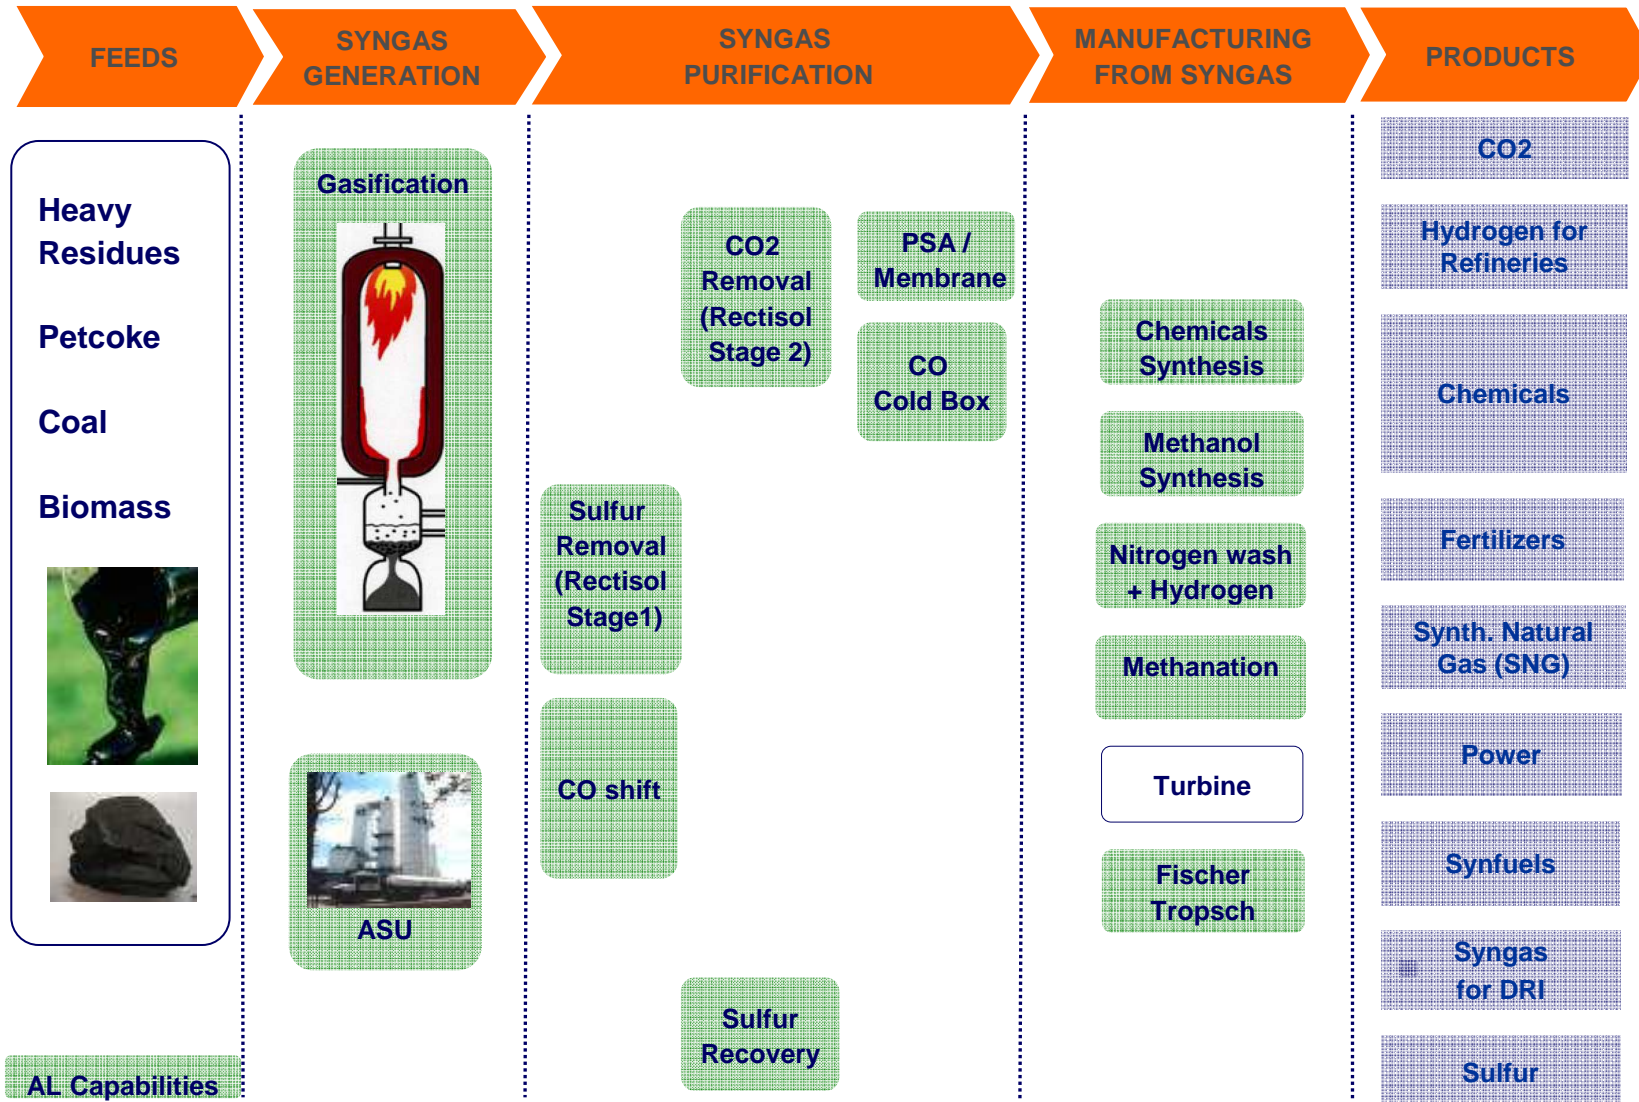 FEEDS
SYNGAS
GENERATION
SYNGAS
PURIFICATION
MANUFACTURING
FROM SYNGAS
PRODUCTS
Heavy
Residues
Petcoke
Coal
Biomass
AL Capabilities
Gasification
ASU
Sulfur
Removal
(Rectisol
Stage1)
CO shift
CO2
Removal
(Rectisol
Stage 2)
PSA /
Membrane
CO
Cold Box
Sulfur
Recovery
Chemicals
Synthesis
Methanol
Synthesis
Nitrogen wash
+ Hydrogen
Methanation
Turbine
Fischer
Tropsch
CO2
Hydrogen for
Refineries
Chemicals
Fertilizers
Synth. Natural
Gas (SNG)
Power
Synfuels
Syngas
for DRI
Sulfur